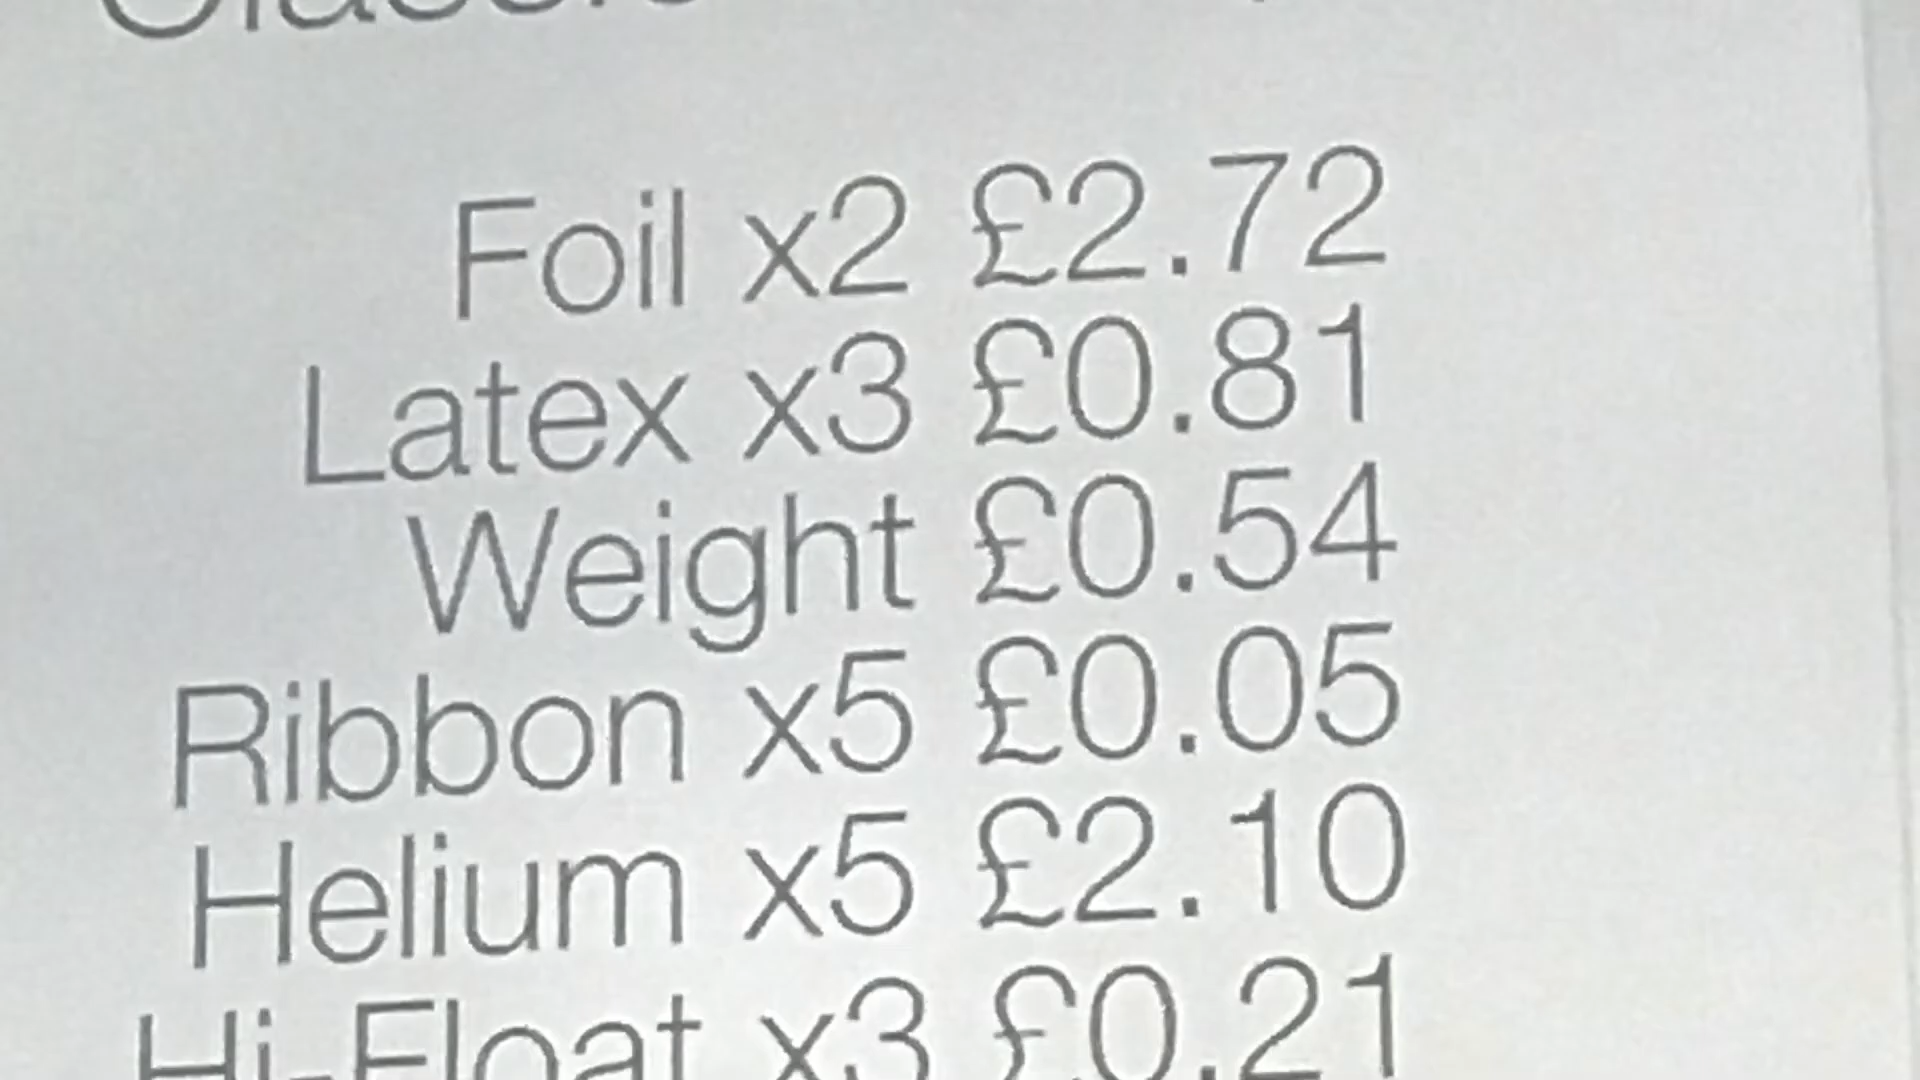 Foil x2 £2.72
Latex x3 £0.81
Weight £0.54
Ribbon x5 £0.05
Helium x5 £2.10
Hi-Float x3 £0.21